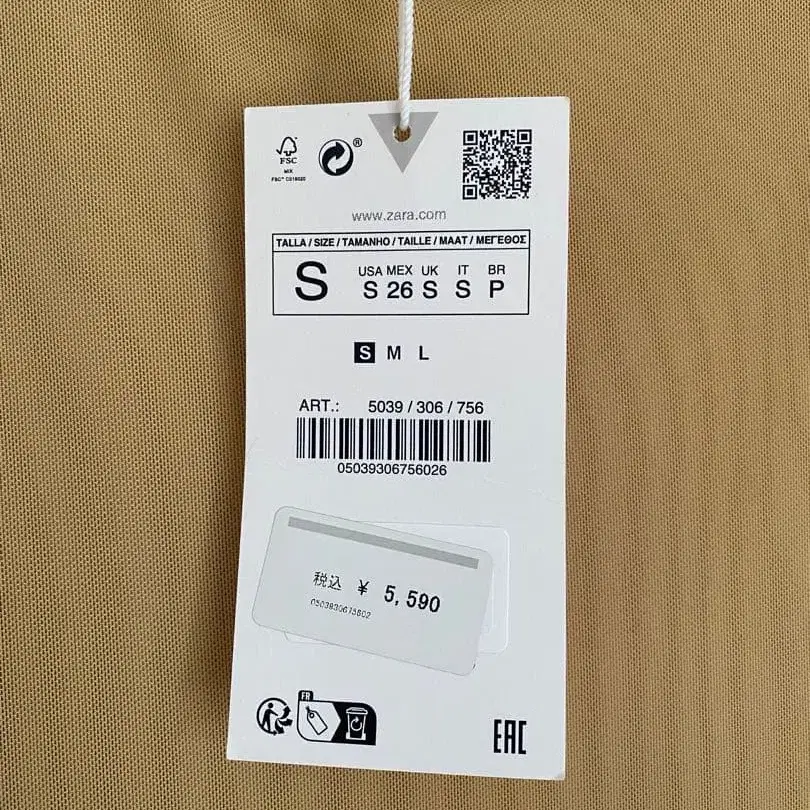 FSC
MIX
®
www.zara.com
TALLA / SIZE / TAMANHO / TAILLE / MAAT / ΜΕΓΕΘΟΣ
S
USA MEX UK IT BR
S 26 S S P
S M L
ART.: 5039 / 306 / 756
05039306756026
税込 ¥ 5,590
FR
EAC